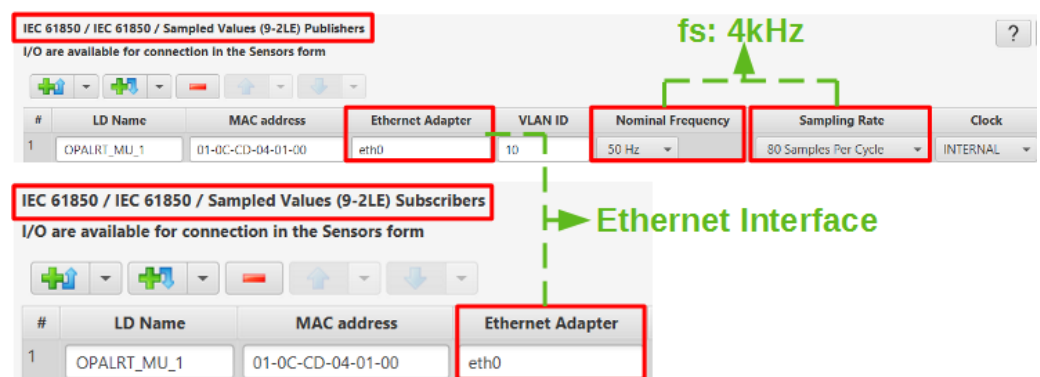 IEC 61850 / IEC 61850 / Sampled Values (9-2LE) Publishers
fs: 4kHz
?
I/O are available for connection in the Sensors form
# LD Name MAC address Ethernet Adapter VLAN ID Nominal Frequency Sampling Rate Clock
1 OPALRT_MU_1 01-0C-CD-04-01-00 eth0 10 50 Hz 80 Samples Per Cycle INTERNAL
IEC 61850 / IEC 61850 / Sampled Values (9-2LE) Subscribers
Ethernet Interface
I/O are available for connection in the Sensors form
# LD Name MAC address Ethernet Adapter
1 OPALRT_MU_1 01-0C-CD-04-01-00 eth0